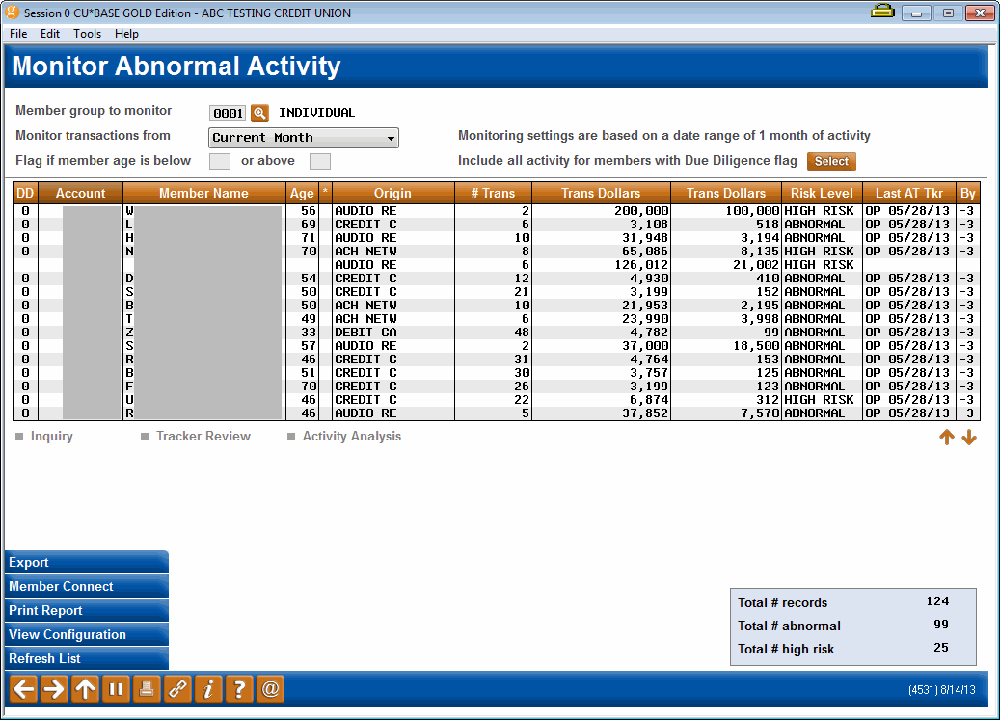 Session 0 CU*BASE GOLD Edition - ABC TESTING CREDIT UNION
File Edit Tools Help
Monitor Abnormal Activity
Member group to monitor 0001 INDIVIDUAL
Monitor transactions from Current Month Monitoring settings are based on a date range of 1 month of activity
Flag if member age is below or above Include all activity for members with Due Diligence flag Select
DD Account Member Name Age * Origin # Trans Trans Dollars Trans Dollars Risk Level Last AT Tkr By
0 W 56 AUDIO RE 2 200,000 100,000 HIGH RISK OP 05/28/13 -3
0 L 69 CREDIT C 6 3,108 518 ABNORMAL OP 05/28/13 -3
0 H 71 AUDIO RE 10 31,948 3,194 ABNORMAL OP 05/28/13 -3
0 N 70 ACH NETW 8 65,086 8,135 HIGH RISK OP 05/28/13 -3
AUDIO RE 6 126,012 21,002 HIGH RISK
0 D 54 CREDIT C 12 4,930 410 ABNORMAL OP 05/28/13 -3
0 S 50 CREDIT C 21 3,199 152 ABNORMAL OP 05/28/13 -3
0 B 50 ACH NETW 10 21,953 2,195 ABNORMAL OP 05/28/13 -3
0 T 49 ACH NETW 6 23,990 3,998 ABNORMAL OP 05/28/13 -3
0 Z 33 DEBIT CA 48 4,782 99 ABNORMAL OP 05/28/13 -3
0 S 57 AUDIO RE 2 37,000 18,500 ABNORMAL OP 05/28/13 -3
0 R 46 CREDIT C 31 4,764 153 ABNORMAL OP 05/28/13 -3
0 B 51 CREDIT C 30 3,757 125 ABNORMAL OP 05/28/13 -3
0 F 70 CREDIT C 26 3,199 123 ABNORMAL OP 05/28/13 -3
0 U 46 CREDIT C 22 6,874 312 HIGH RISK OP 05/28/13 -3
0 R 46 AUDIO RE 5 37,852 7,570 ABNORMAL OP 05/28/13 -3
Inquiry Tracker Review Activity Analysis
Export
Member Connect
Print Report
View Configuration
Refresh List
Total # records 124
Total # abnormal 99
Total # high risk 25
(4531) 8/14/13